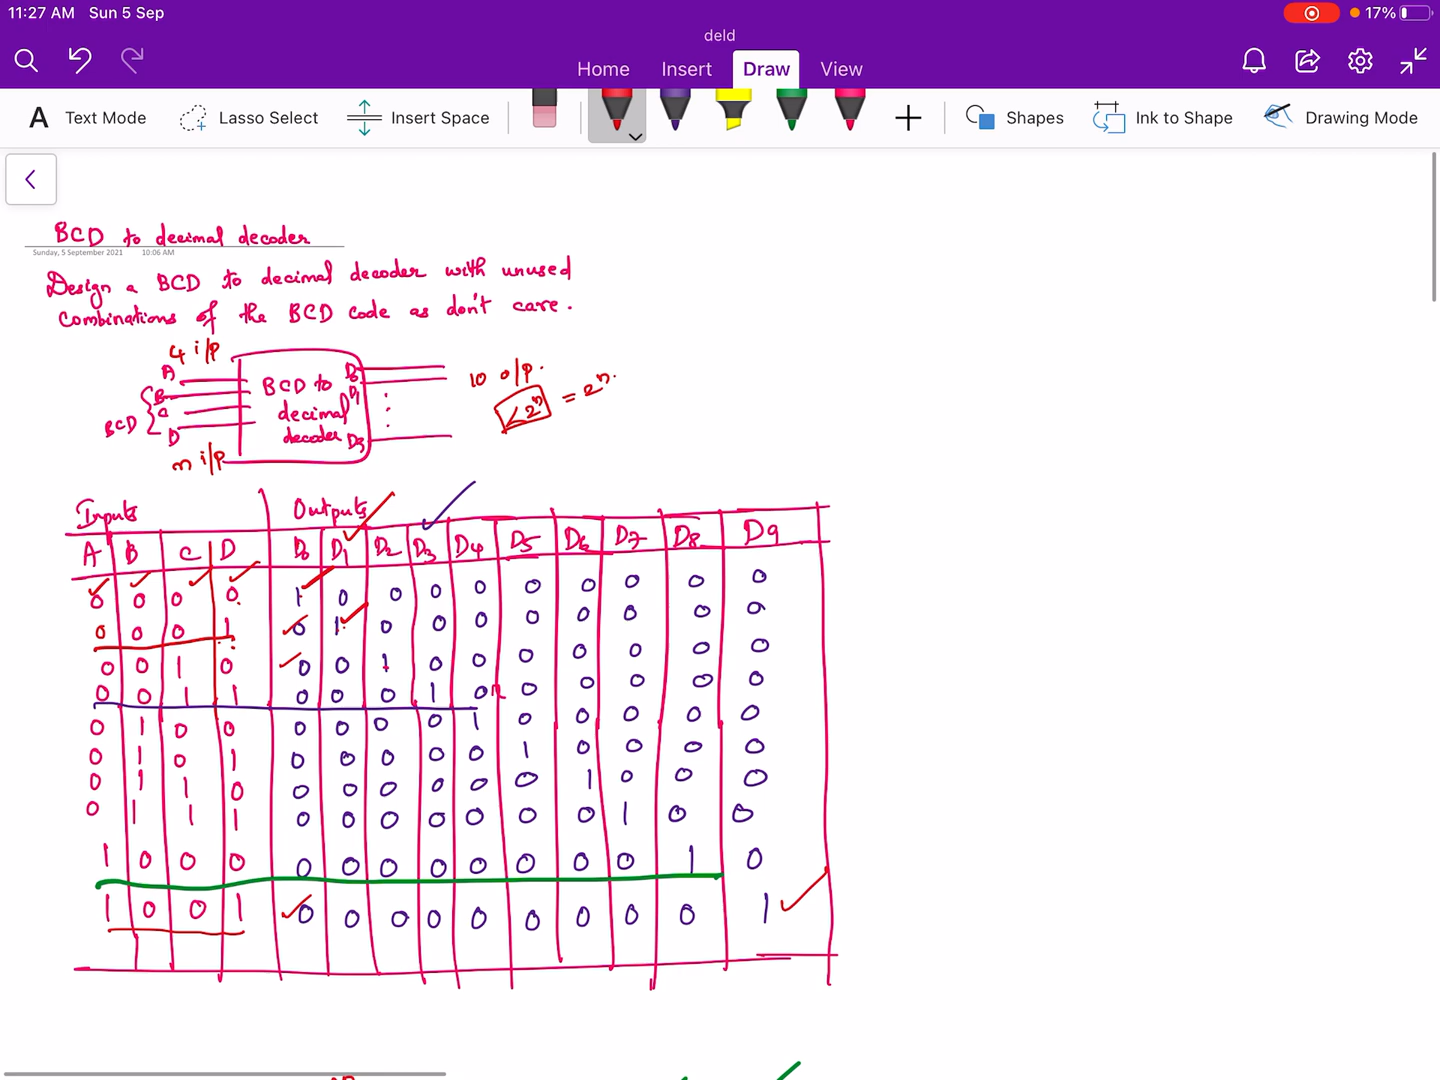 11:27 AM Sun 5 Sep 17%
deld
Home Insert Draw View
A Text Mode Lasso Select Insert Space Shapes Ink to Shape Drawing Mode
BCD to decimal decoder
Sunday, 5 September 2021 10:06 AM
Design a BCD to decimal decoder with unused
combinations of the BCD code as don't care.
4 i/p
A
B
C
D
BCD
n i/p
BCD to
decimal
decoder
D0
D1
D3
10 o/p.
<2^n = 2^n.
Inputs Outputs
A B C D D0 D1 D2 D3 D4 D5 D6 D7 D8 D9
0 0 0 0 1 0 0 0 0 0 0 0 0 0
0 0 0 1 0 1 0 0 0 0 0 0 0 0
0 0 1 0 0 0 1 0 0 0 0 0 0 0
0 0 1 1 0 0 0 1 0 0 0 0 0 0
0 1 0 0 0 0 0 0 1 0 0 0 0 0
0 1 0 1 0 0 0 0 0 1 0 0 0 0
0 1 1 0 0 0 0 0 0 0 1 0 0 0
0 1 1 1 0 0 0 0 0 0 0 1 0 0
1 0 0 0 0 0 0 0 0 0 0 0 1 0
1 0 0 1 0 0 0 0 0 0 0 0 0 1